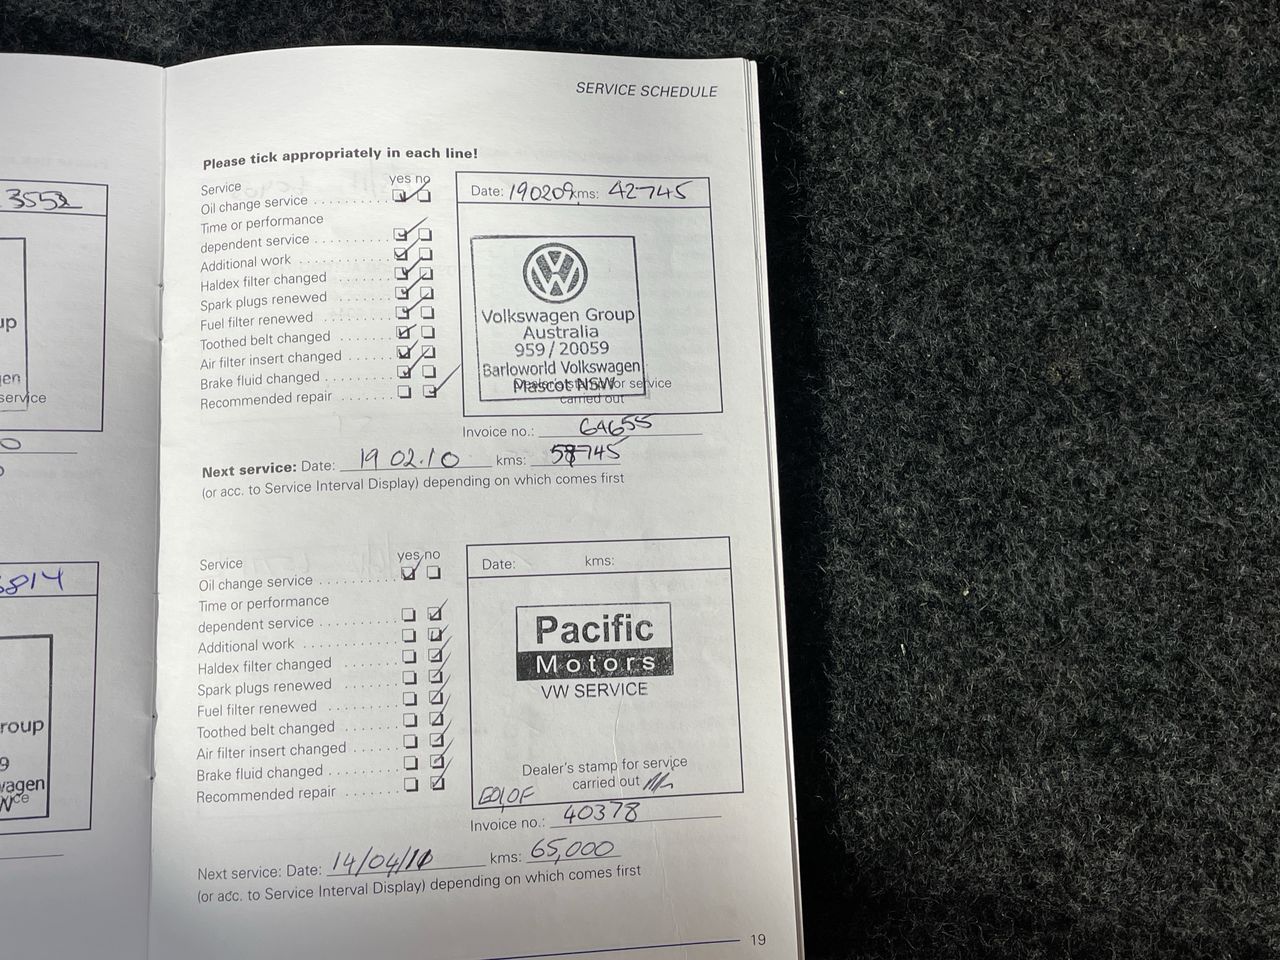 3552
up
en
service
0
6814
roup
9
wagen
SERVICE SCHEDULE
Please tick appropriately in each line!
Service yes no
Oil change service . . . . . . . . . .
Time or performance
dependent service . . . . . . . . . .
Additional work . . . . . . . . . . . .
Haldex filter changed . . . . . . . .
Spark plugs renewed . . . . . . . .
Fuel filter renewed . . . . . . . . . .
Toothed belt changed . . . . . . . .
Air filter insert changed . . . . . .
Brake fluid changed . . . . . . . . .
Recommended repair . . . . . . .
Date: 190209 kms: 42745
Volkswagen Group
Australia
959 / 20059
Barloworld Volkswagen
Mascot NSW
Dealer's stamp for service
carried out
Invoice no.: 64655
Next service: Date: 19 02.10 kms: 57745
(or acc. to Service Interval Display) depending on which comes first
Service yes no
Oil change service . . . . . . . . . .
Time or performance
dependent service . . . . . . . . . .
Additional work . . . . . . . . . . . .
Haldex filter changed . . . . . . . .
Spark plugs renewed . . . . . . . .
Fuel filter renewed . . . . . . . . . .
Toothed belt changed . . . . . . . .
Air filter insert changed . . . . . .
Brake fluid changed . . . . . . . . .
Recommended repair . . . . . . .
Date: kms:
Pacific
Motors
VW SERVICE
Dealer's stamp for service
carried out
Invoice no.: 40378
Next service: Date: 14/04/11 kms: 65,000
(or acc. to Service Interval Display) depending on which comes first
19